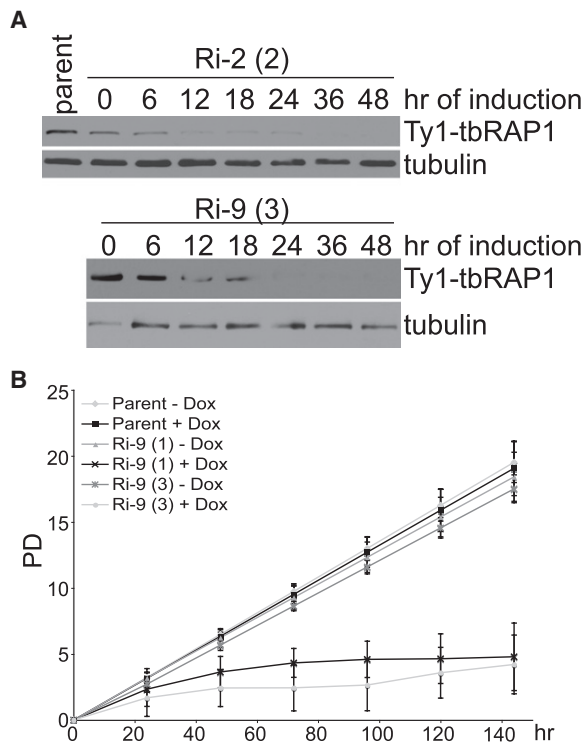 A
parent
Ri-2 (2)
0 6 12 18 24 36 48 hr of induction
Ty1-tbRAP1
tubulin
Ri-9 (3)
0 6 12 18 24 36 48 hr of induction
Ty1-tbRAP1
tubulin
B
25
20
15
10
5
0
PD
Parent - Dox
Parent + Dox
Ri-9 (1) - Dox
Ri-9 (1) + Dox
Ri-9 (3) - Dox
Ri-9 (3) + Dox
0 20 40 60 80 100 120 140 hr